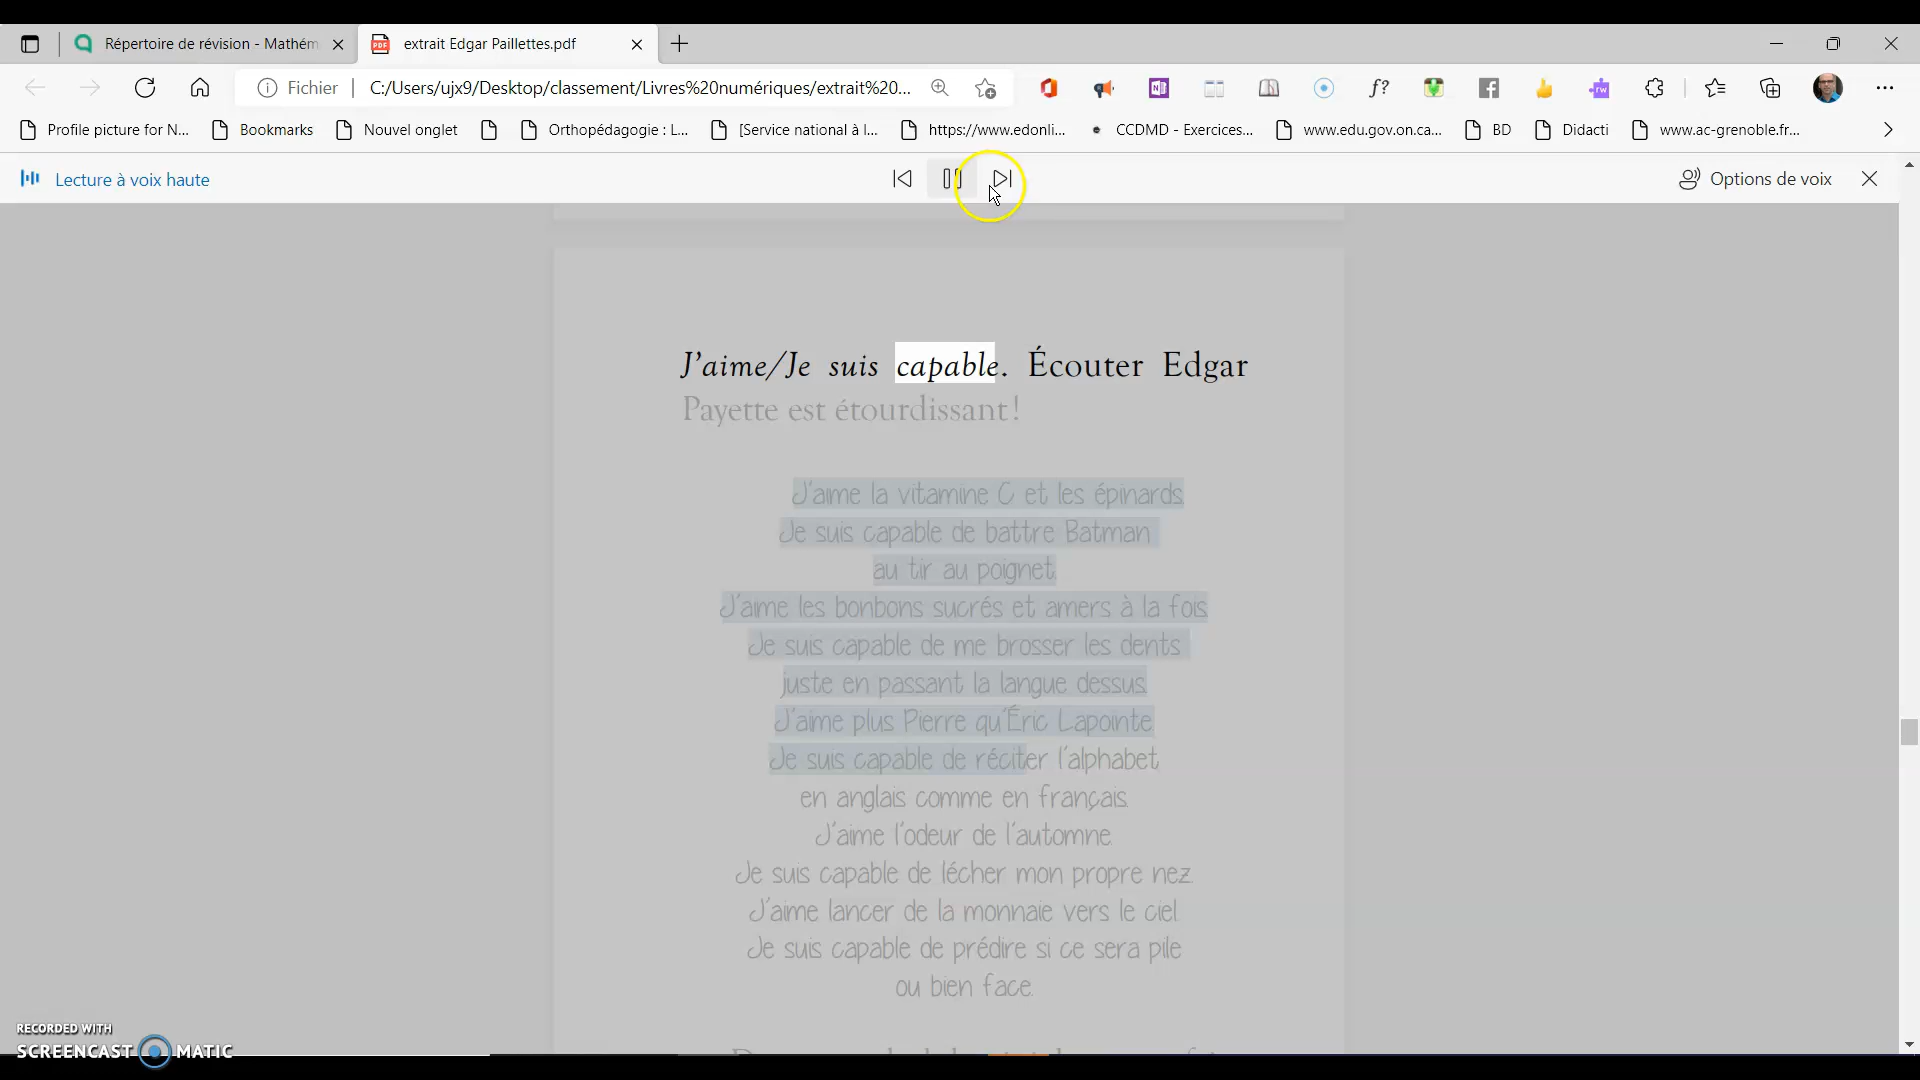 Répertoire de révision - Mathém
extrait Edgar Paillettes.pdf
Fichier
C:/Users/ujx9/Desktop/classement/Livres%20numériques/extrait%20...
Profile picture for N...
Bookmarks
Nouvel onglet
Orthopédagogie : L...
[Service national à l...
https://www.edonli...
CCDMD - Exercices...
www.edu.gov.on.ca...
BD
Didacti
www.ac-grenoble.fr...
Lecture à voix haute
Options de voix
J'aime/Je suis capable. Écouter Edgar
Payette est étourdissant !
J'aime la vitamine C et les épinards.
Je suis capable de battre Batman
au tir au poignet.
J'aime les bonbons sucrés et amers à la fois.
Je suis capable de me brosser les dents
juste en passant la langue dessus.
J'aime plus Pierre qu'Éric Lapointe.
Je suis capable de réciter l'alphabet
en anglais comme en français.
J'aime l'odeur de l'automne.
Je suis capable de lécher mon propre nez.
J'aime lancer de la monnaie vers le ciel.
Je suis capable de prédire si ce sera pile
ou bien face.
RECORDED WITH
SCREENCAST MATIC